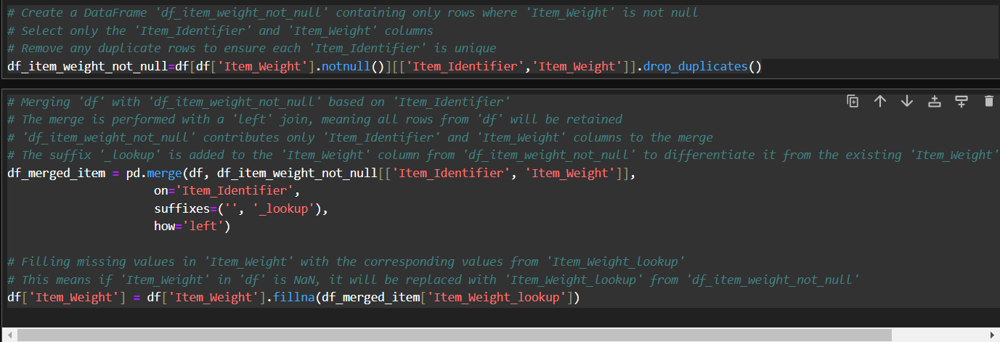 # Create a DataFrame 'df_item_weight_not_null' containing only rows where 'Item_Weight' is not null
# Select only the 'Item_Identifier' and 'Item_Weight' columns
# Remove any duplicate rows to ensure each 'Item_Identifier' is unique
df_item_weight_not_null=df[df['Item_Weight'].notnull()][['Item_Identifier','Item_Weight']].drop_duplicates()
# Merging 'df' with 'df_item_weight_not_null' based on 'Item_Identifier'
# The merge is performed with a 'left' join, meaning all rows from 'df' will be retained
# 'df_item_weight_not_null' contributes only 'Item_Identifier' and 'Item_Weight' columns to the merge
# The suffix '_lookup' is added to the 'Item_Weight' column from 'df_item_weight_not_null' to differentiate it from the existing 'Item_Weight'
df_merged_item = pd.merge(df, df_item_weight_not_null[['Item_Identifier', 'Item_Weight']],
on='Item_Identifier',
suffixes=('', '_lookup'),
how='left')
# Filling missing values in 'Item_Weight' with the corresponding values from 'Item_Weight_lookup'
# This means if 'Item_Weight' in 'df' is NaN, it will be replaced with 'Item_Weight_lookup' from 'df_item_weight_not_null'
df['Item_Weight'] = df['Item_Weight'].fillna(df_merged_item['Item_Weight_lookup'])